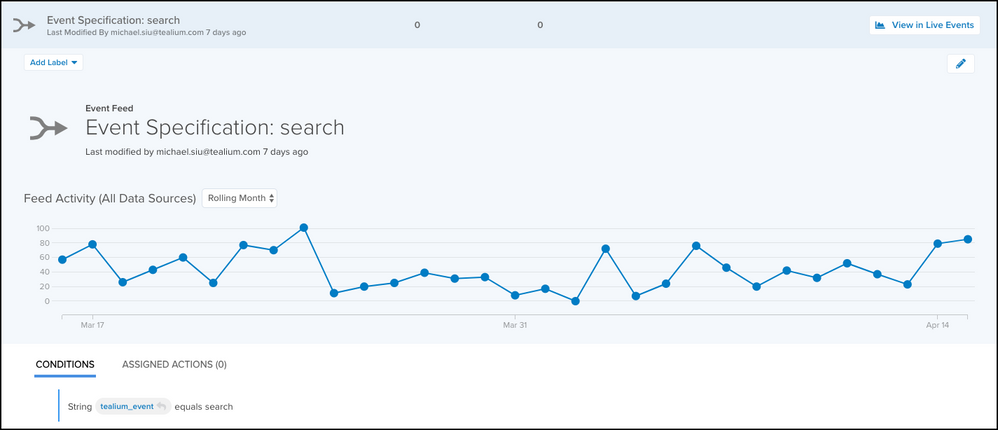 Event Specification: search
Last Modified By michael.siu@tealium.com 7 days ago
0 0
View in Live Events
Add Label
Event Feed
Event Specification: search
Last modified by michael.siu@tealium.com 7 days ago
Feed Activity (All Data Sources) Rolling Month
100
80
60
40
20
0
Mar 17 Mar 31 Apr 14
CONDITIONS ASSIGNED ACTIONS (0)
String tealium_event equals search